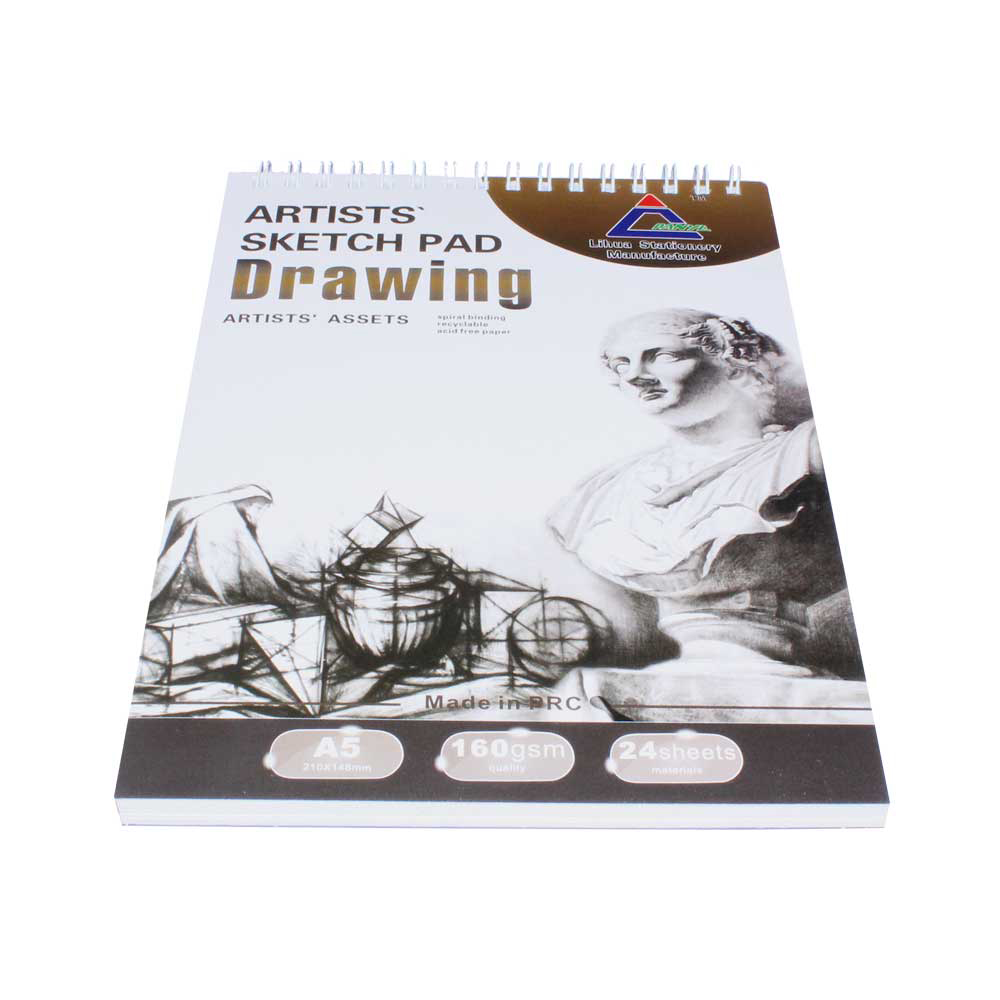 ARTISTS`
SKETCH PAD
Drawing
ARTISTS' ASSETS
spiral binding
recyclable
acid free paper
Lihua Stationery
Manufacture
Made in PRC
A5
210X148mm
160gsm
quality
24sheets
materials